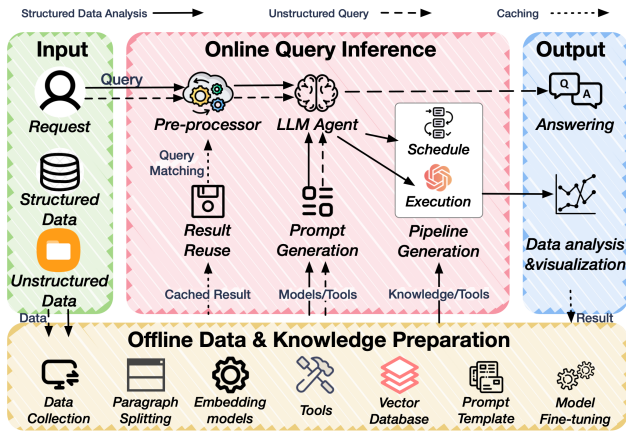 Structured Data Analysis
Unstructured Query
Caching
Input
Online Query Inference
Output
Query
Request
Pre-processor
LLM Agent
Schedule
Execution
Q
A
Answering
Structured
Data
Query
Matching
Result
Reuse
Prompt
Generation
Pipeline
Generation
Data analysis
&visualization
Unstructured
Data
Data
Cached Result
Models/Tools
Knowledge/Tools
Result
Offline Data & Knowledge Preparation
Data
Collection
Paragraph
Splitting
Embedding
models
Tools
Vector
Database
Prompt
Template
Model
Fine-tuning